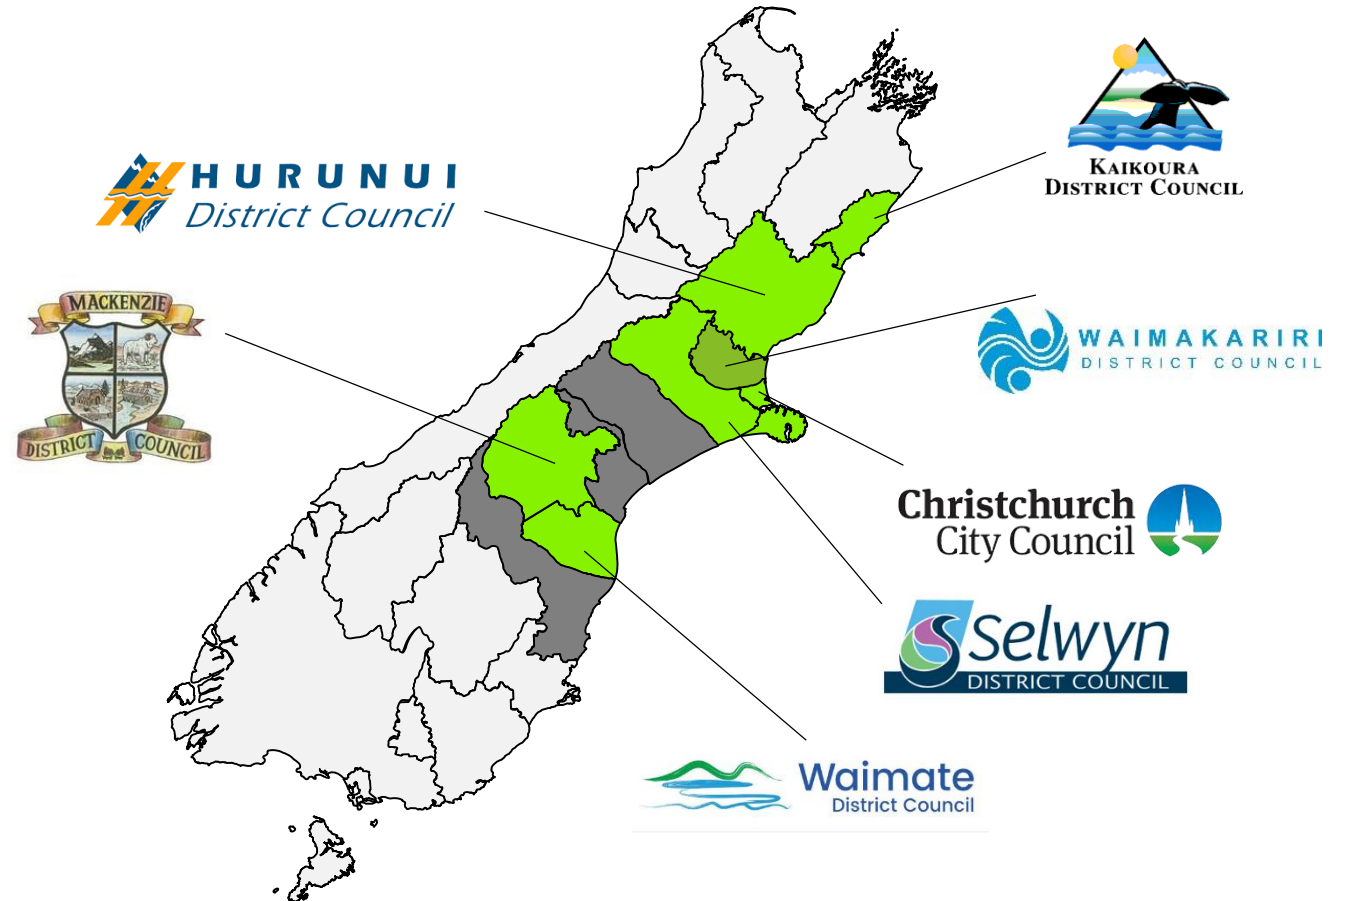 KAIKOURA
DISTRICT COUNCIL
HURUNUI
District Council
MACKENZIE
DISTRICT COUNCIL
WAIMAKARIRI
DISTRICT COUNCIL
Christchurch
City Council
Selwyn
DISTRICT COUNCIL
Waimate
District Council